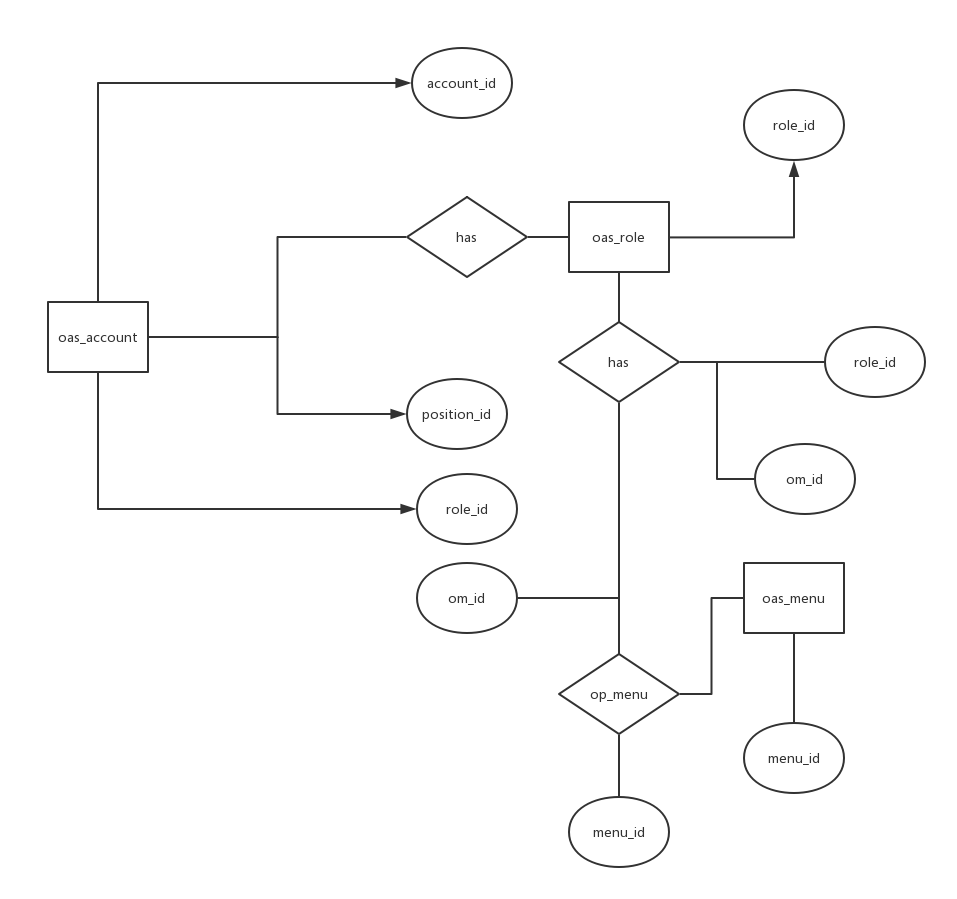 account_id
role_id
has
oas_role
oas_account
has
role_id
position_id
om_id
role_id
om_id
oas_menu
op_menu
menu_id
menu_id